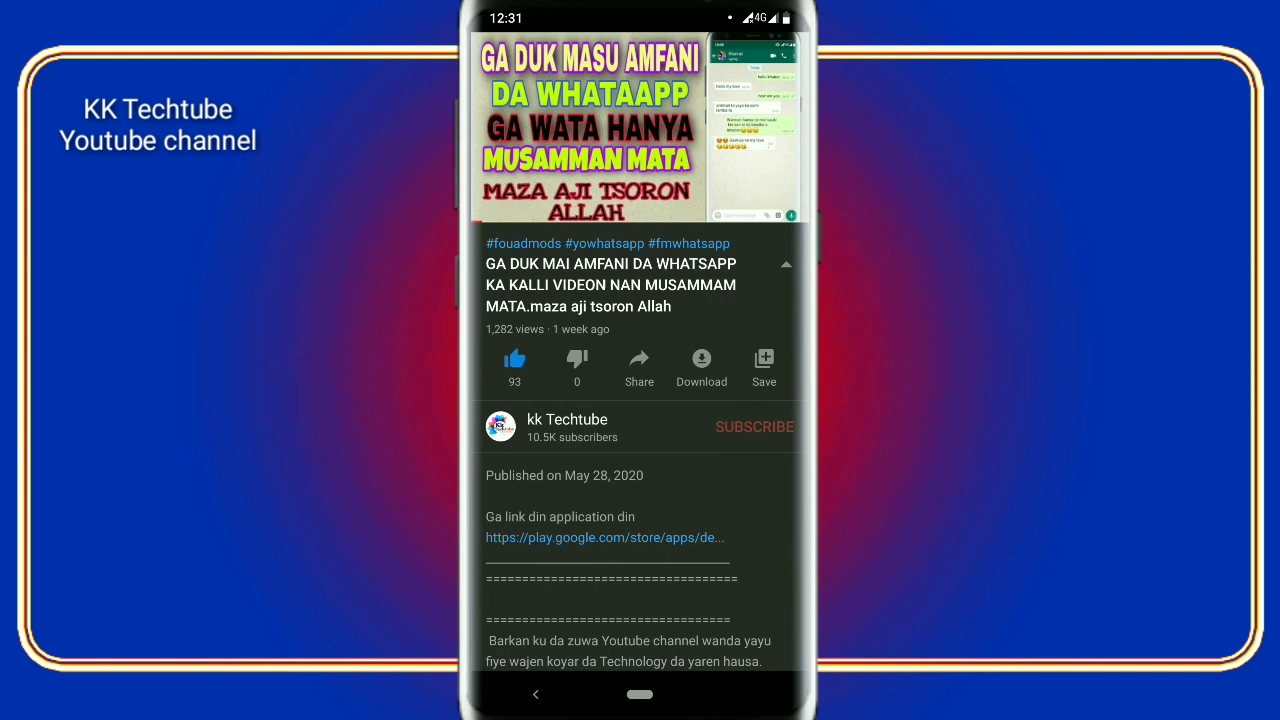 KK Techtube
Youtube channel
12:31
4G
GA DUK MASU AMFANI
DA WHATAAPP
GA WATA HANYA
MUSAMMAN MATA
MAZA AJI TSORON
ALLAH
#fouadmods #yowhatsapp #fmwhatsapp
GA DUK MAI AMFANI DA WHATSAPP
KA KALLI VIDEON NAN MUSAMMAM
MATA.maza aji tsoron Allah
1,282 views · 1 week ago
93
0
Share
Download
Save
kk Techtube
10.5K subscribers
SUBSCRIBE
Published on May 28, 2020
Ga link din application din
https://play.google.com/store/apps/de...
___________________________________
===================================
==================================
Barkan ku da zuwa Youtube channel wanda yayu
fiye wajen koyar da Technology da yaren hausa.